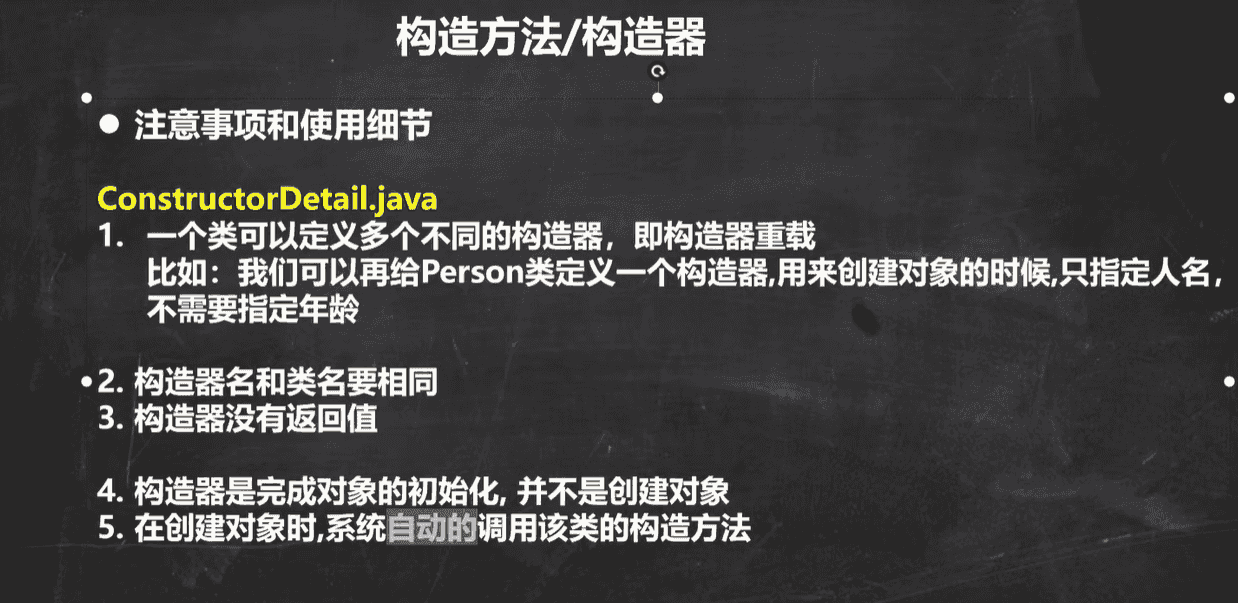 构造方法/构造器
● 注意事项和使用细节
ConstructorDetail.java
1. 一个类可以定义多个不同的构造器，即构造器重载
比如：我们可以再给Person类定义一个构造器,用来创建对象的时候,只指定人名，
不需要指定年龄
2. 构造器名和类名要相同
3. 构造器没有返回值
4. 构造器是完成对象的初始化, 并不是创建对象
5. 在创建对象时,系统自动的调用该类的构造方法